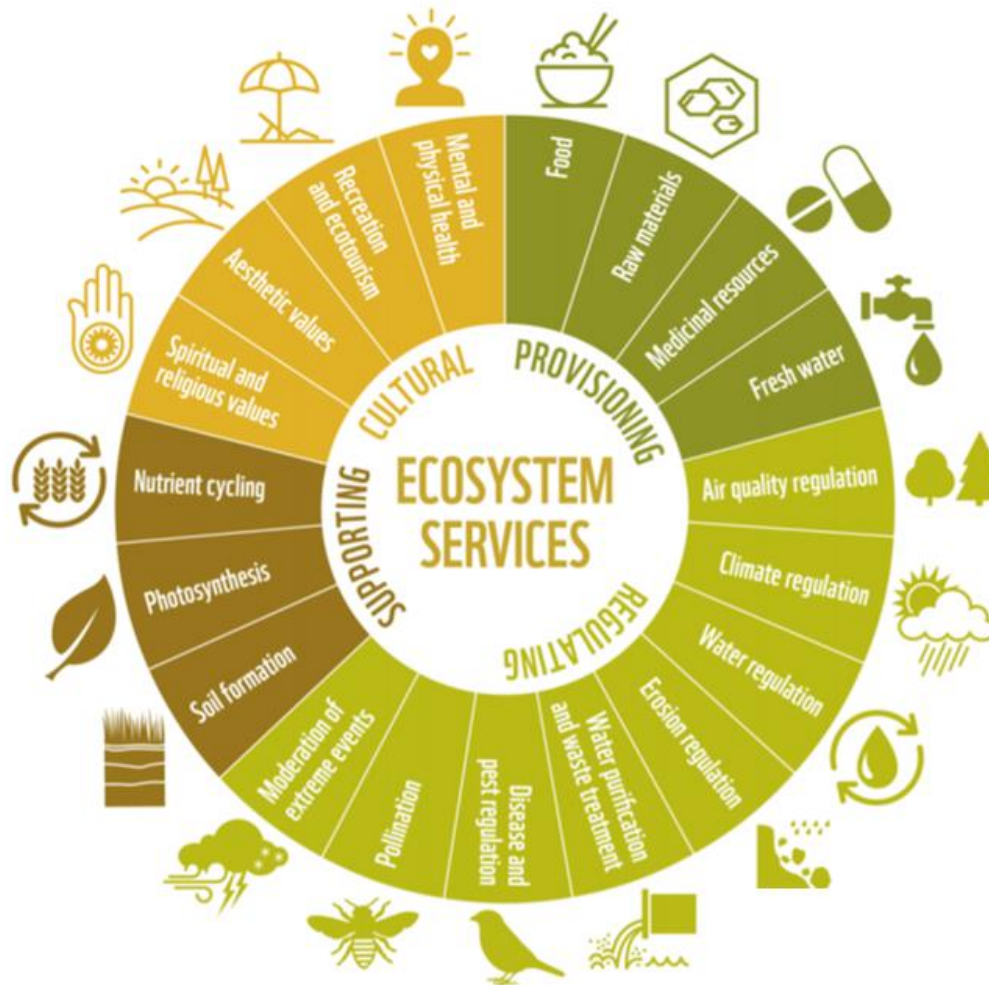 ECOSYSTEM
SERVICES
PROVISIONING
Food
Raw materials
Medicinal resources
Fresh water
REGULATING
Air quality regulation
Climate regulation
Water regulation
Erosion regulation
Water purification
and waste treatment
Disease and
pest regulation
Pollination
Moderation of
extreme events
SUPPORTING
Soil formation
Photosynthesis
Nutrient cycling
CULTURAL
Spiritual and
religious values
Aesthetic values
Recreation
and ecotourism
Mental and
physical health